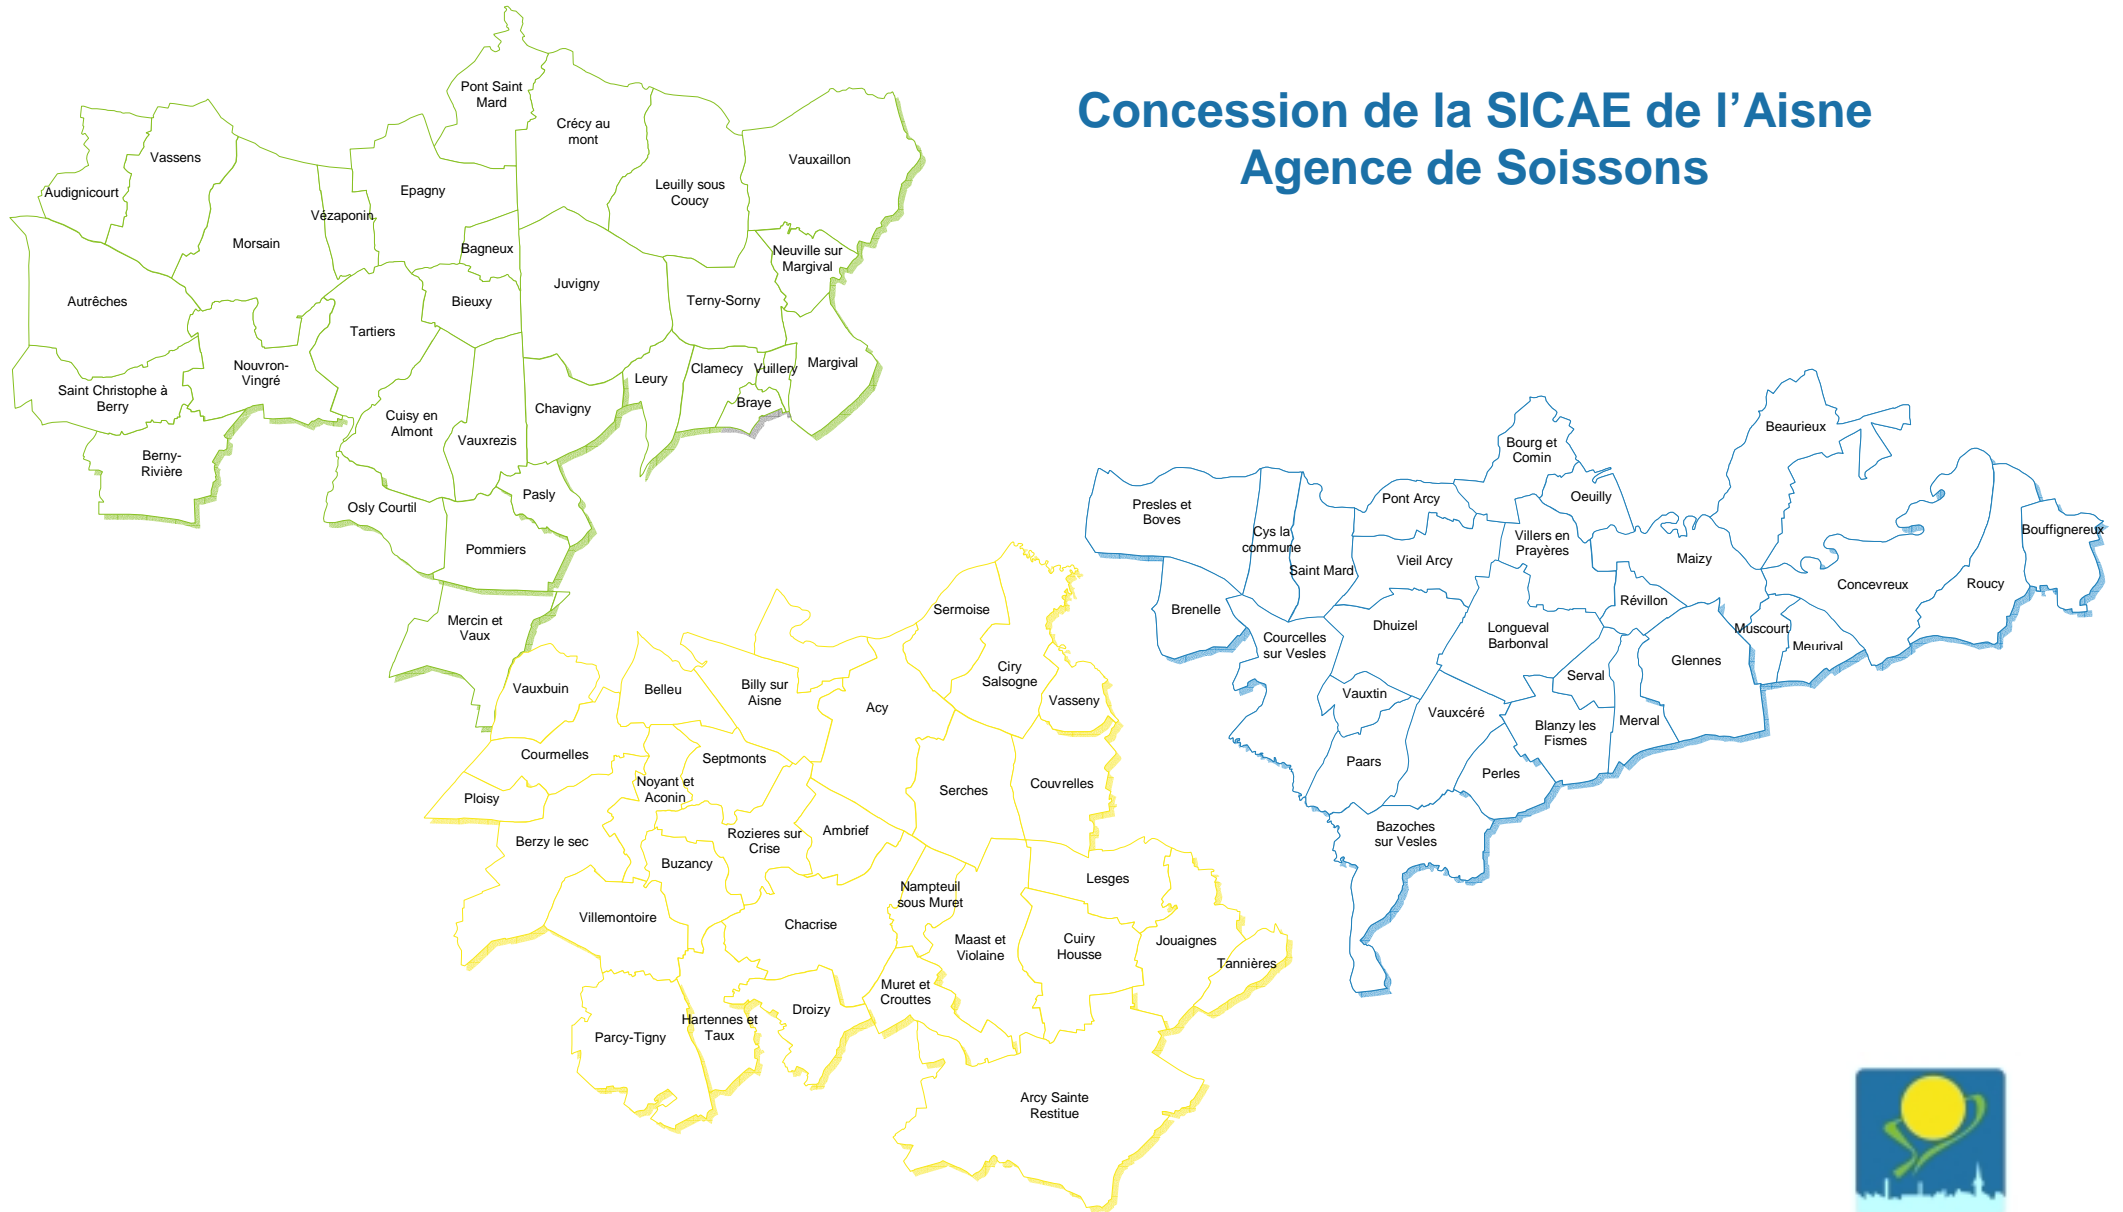 Concession de la SICAE de l’Aisne
Agence de Soissons
Pont Saint
Mard
Crécy au
mont
Vassens
Vauxaillon
Audignicourt
Epagny
Leuilly sous
Coucy
Vézaponin
Morsain
Bagneux
Neuville sur
Margival
Juvigny
Autrêches
Bieuxy
Terny-Sorny
Tartiers
Nouvron-
Vingré
Saint Christophe à
Berry
Leury
Clamecy
Vuillery
Margival
Braye
Chavigny
Cuisy en
Almont
Vauxrezis
Berny-
Rivière
Pasly
Osly Courtil
Pommiers
Mercin et
Vaux
Sermoise
Ciry
Salsogne
Vasseny
Vauxbuin
Belleu
Billy sur
Aisne
Acy
Courmelles
Septmonts
Noyant et
Aconin
Ploisy
Serches
Couvrelles
Berzy le sec
Rozieres sur
Crise
Ambrief
Buzancy
Nampteuil
sous Muret
Lesges
Villemontoire
Chacrise
Maast et
Violaine
Cuiry
Housse
Jouaignes
Tannières
Muret et
Crouttes
Droizy
Hartennes et
Taux
Parcy-Tigny
Arcy Sainte
Restitue
Beaurieux
Bourg et
Comin
Presles et
Boves
Pont Arcy
Oeuilly
Cys la
commune
Villers en
Prayères
Bouffignereux
Saint Mard
Vieil Arcy
Maizy
Concevreux
Roucy
Brenelle
Révillon
Courcelles
sur Vesles
Dhuizel
Longueval
Barbonval
Muscourt
Meurival
Glennes
Serval
Vauxtin
Vauxcéré
Blanzy les
Fismes
Merval
Paars
Perles
Bazoches
sur Vesles